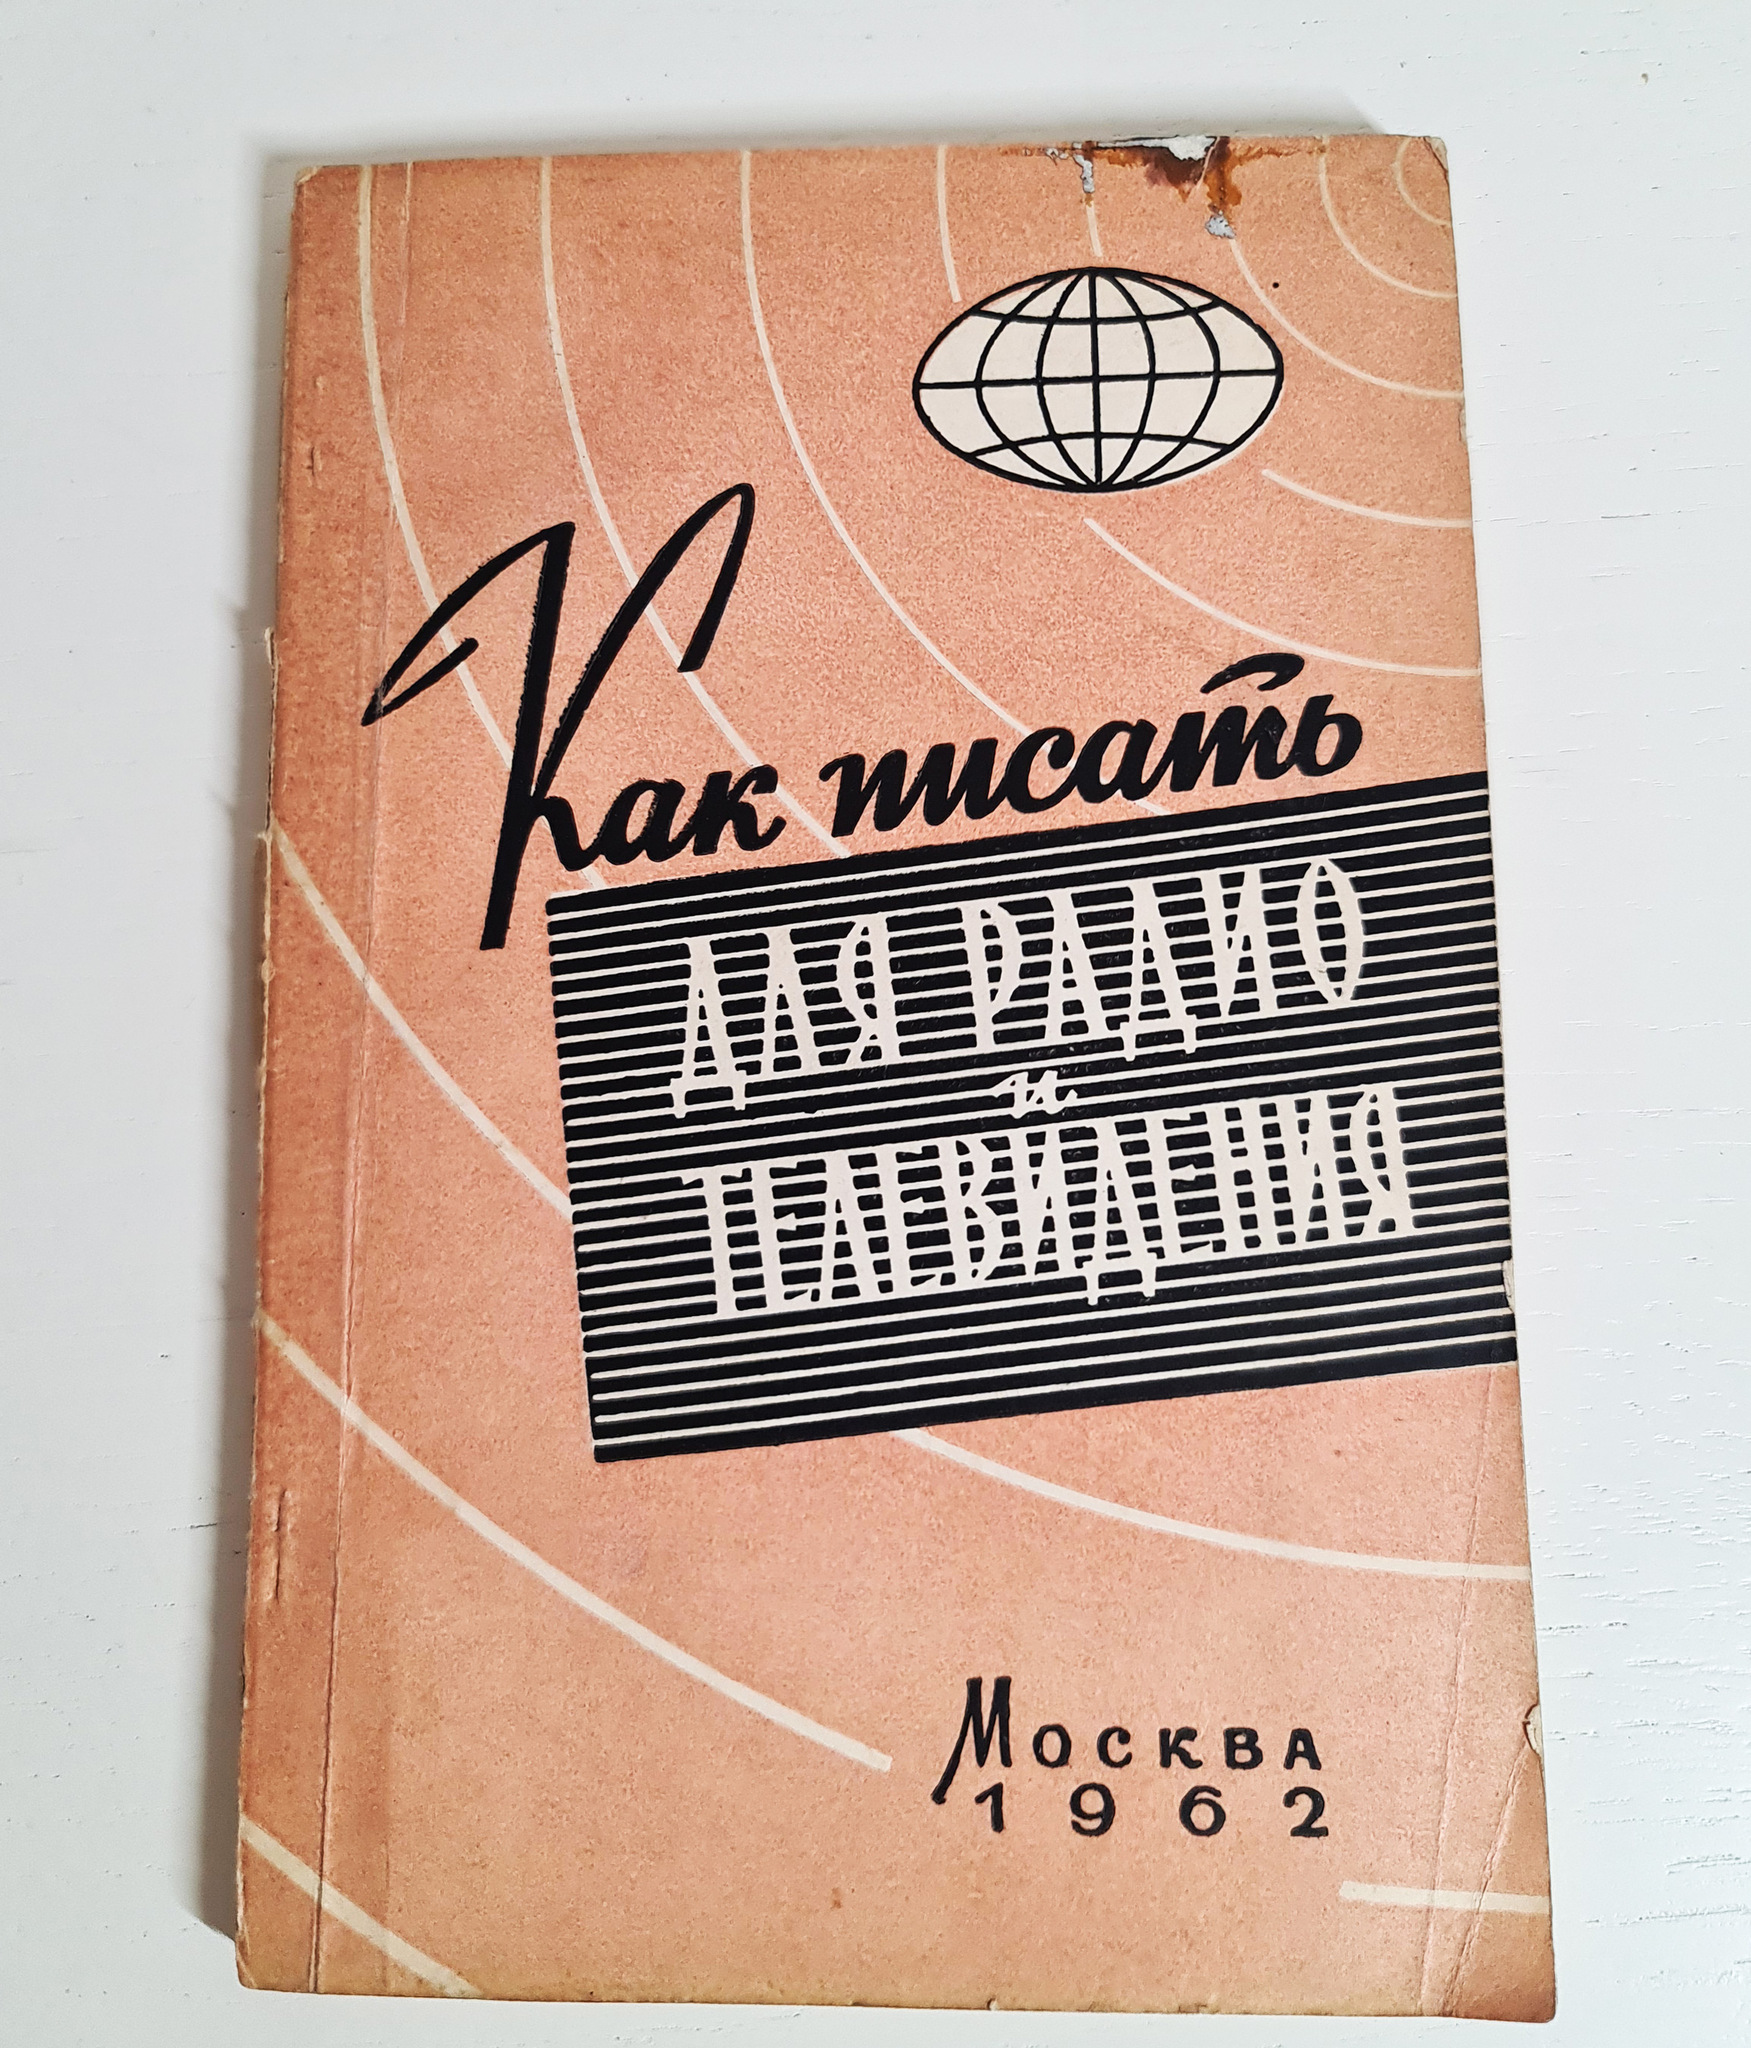 Как писать
ДЛЯ РАДИО
и
ТЕЛЕВИДЕНИЯ
Москва
1962